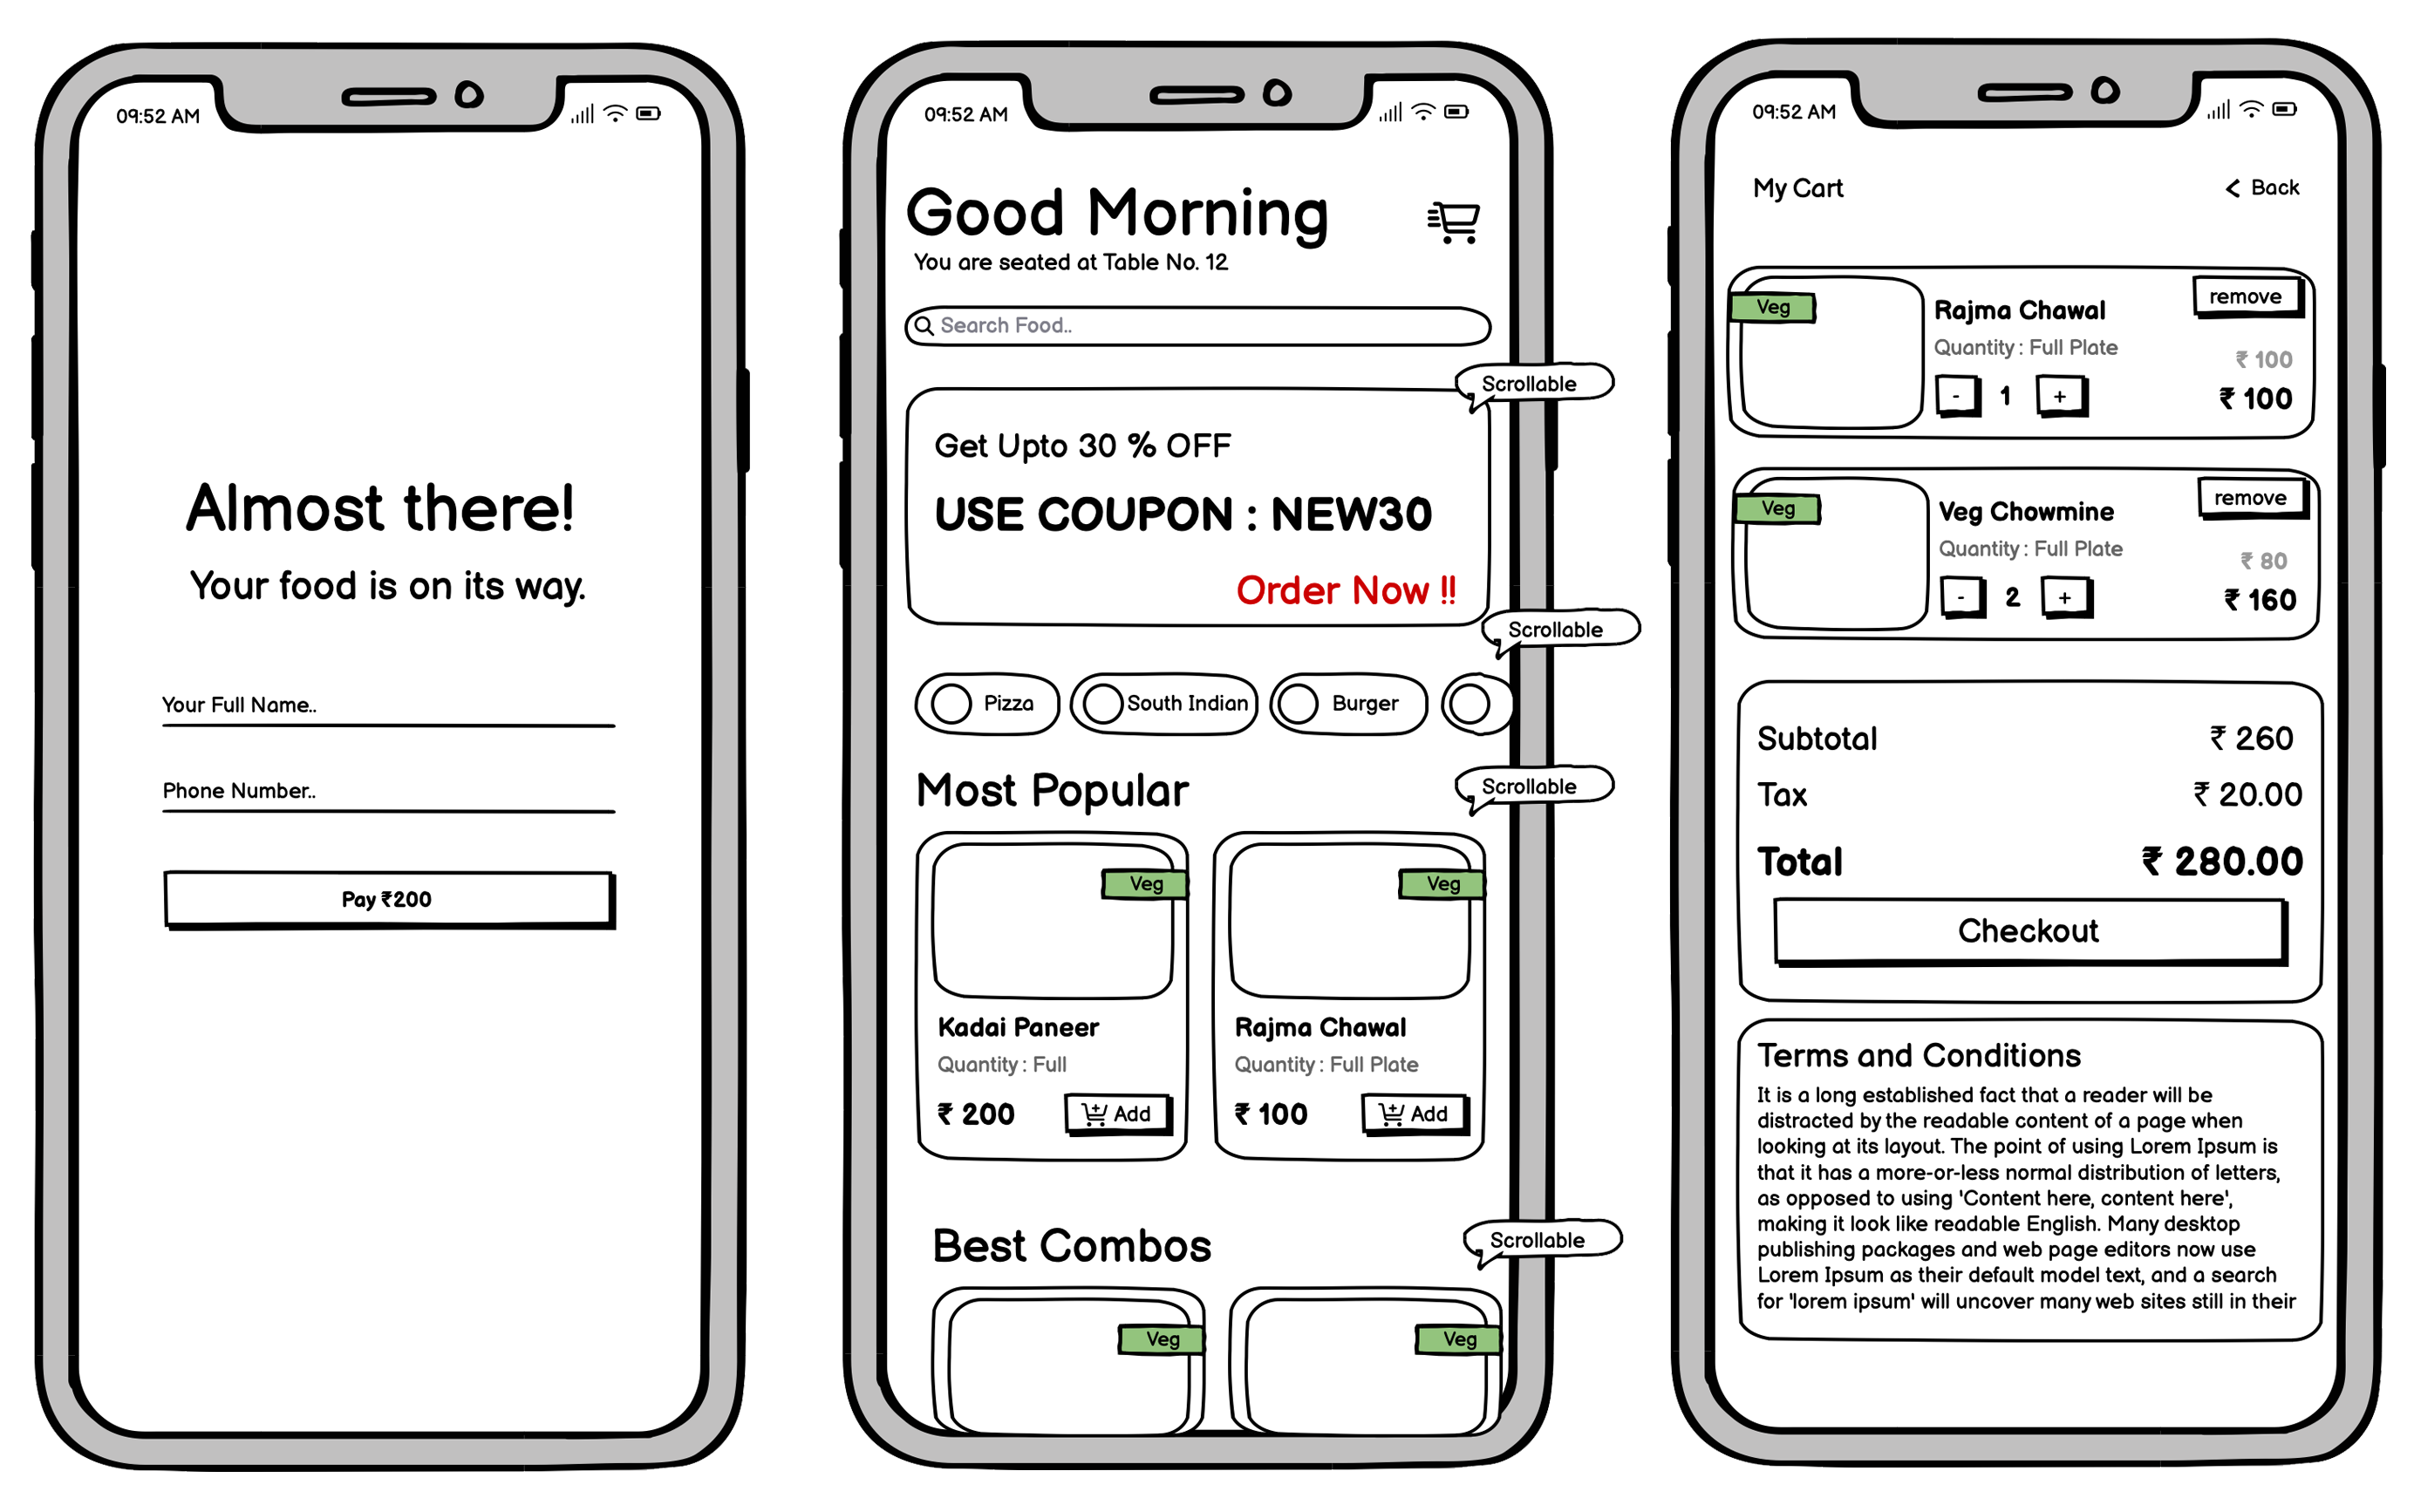 09:52 AM
Almost there!
Your food is on its way.
Your Full Name..
Phone Number..
Pay ₹200
09:52 AM
Good Morning
You are seated at Table No. 12
Search Food..
Scrollable
Get Upto 30 % OFF
USE COUPON : NEW30
Order Now !!
Scrollable
Pizza
South Indian
Burger
Most Popular
Scrollable
Veg
Kadai Paneer
Quantity : Full
₹ 200
Add
Veg
Rajma Chawal
Quantity : Full Plate
₹ 100
Add
Best Combos
Scrollable
Veg
Veg
09:52 AM
My Cart
< Back
Veg
Rajma Chawal
remove
Quantity : Full Plate
₹ 100
- 1 +
₹ 100
Veg
Veg Chowmine
remove
Quantity : Full Plate
₹ 80
- 2 +
₹ 160
Subtotal ₹ 260
Tax ₹ 20.00
Total ₹ 280.00
Checkout
Terms and Conditions
It is a long established fact that a reader will be
distracted by the readable content of a page when
looking at its layout. The point of using Lorem Ipsum is
that it has a more-or-less normal distribution of letters,
as opposed to using 'Content here, content here',
making it look like readable English. Many desktop
publishing packages and web page editors now use
Lorem Ipsum as their default model text, and a search
for 'lorem ipsum' will uncover many web sites still in their